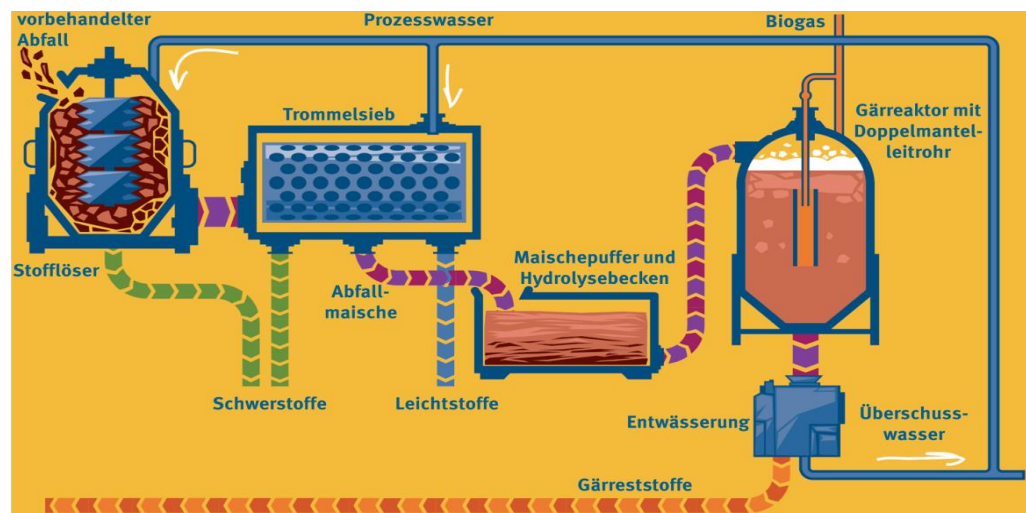 vorbehandelter
Abfall
Prozesswasser
Biogas
Trommelsieb
Gärreaktor mit
Doppelmantel-
leitrohr
Stofflöser
Abfall-
maische
Maischepuffer und
Hydrolysebecken
Schwerstoffe
Leichtstoffe
Entwässerung
Überschuss-
wasser
Gärreststoffe